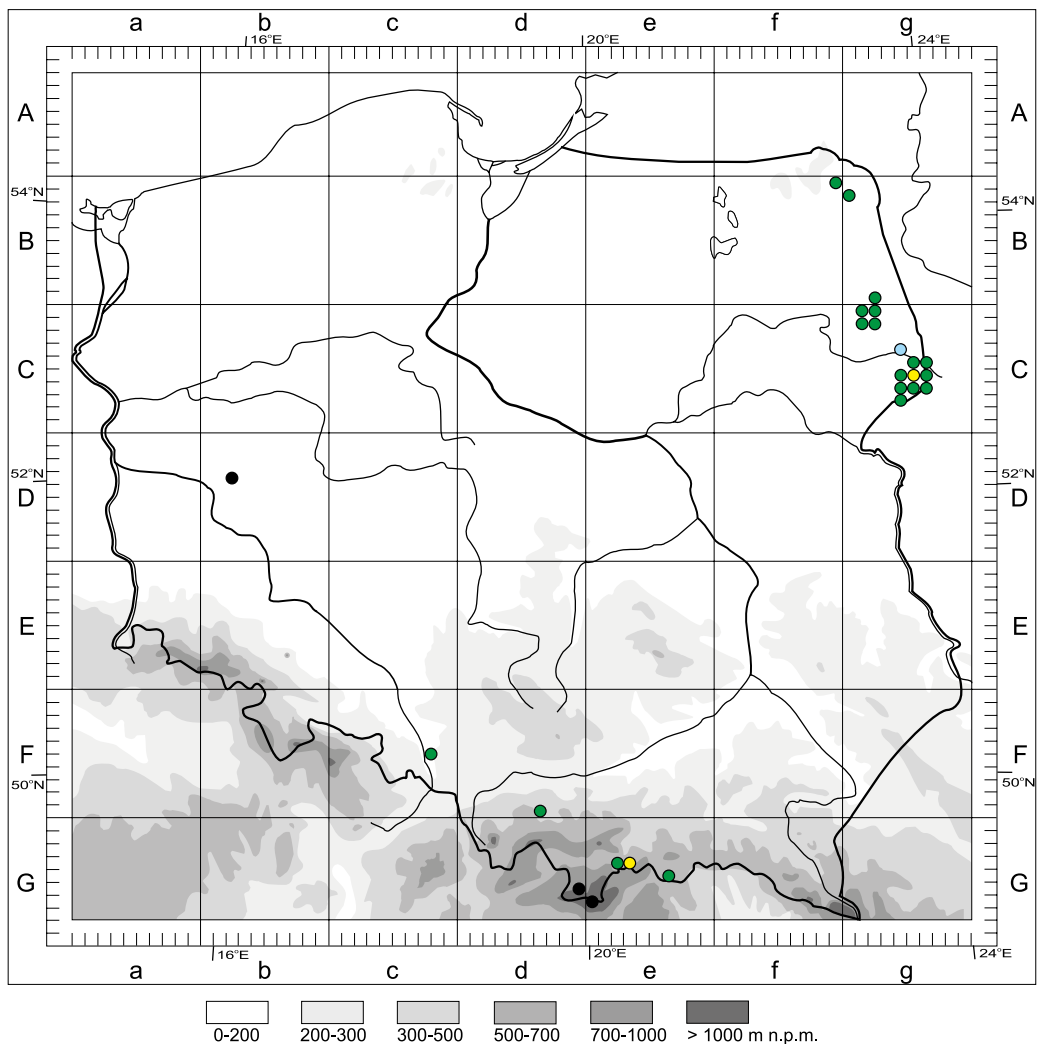 a b c d e f g
16°E 20°E 24°E
A A
54°N 54°N
B B
C C
52°N 52°N
D D
E E
F F
50°N 50°N
G G
16°E 20°E 24°E
a b c d e f g
0-200 200-300 300-500 500-700 700-1000 > 1000 m n.p.m.